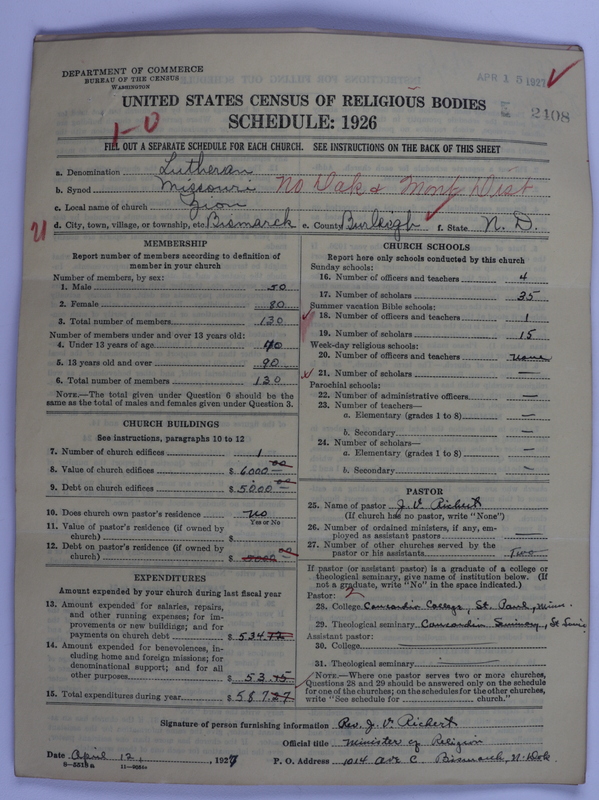 DEPARTMENT OF COMMERCE
BUREAU OF THE CENSUS
WASHINGTON
APR 15 1927
UNITED STATES CENSUS OF RELIGIOUS BODIES
SCHEDULE: 1926
2408
1-0
FILL OUT A SEPARATE SCHEDULE FOR EACH CHURCH. SEE INSTRUCTIONS ON THE BACK OF THIS SHEET
a. Denomination Lutheran
b. Synod Missouri No Dak & Mont Dist
c. Local name of church Zion
21 d. City, town, village, or township, etc. Bismarck e. County Burleigh f. State N. D.
MEMBERSHIP
Report number of members according to definition of member in your church
Number of members, by sex:
1. Male 50
2. Female 80
3. Total number of members 130
Number of members under and over 13 years old:
4. Under 13 years of age 40
5. 13 years old and over 90
6. Total number of members 130
NOTE.—The total given under Question 6 should be the same as the total of males and females given under Question 3.
CHURCH BUILDINGS
See instructions, paragraphs 10 to 12
7. Number of church edifices 1
8. Value of church edifices $ 6000 00
9. Debt on church edifices $ 5000 00
10. Does church own pastor's residence no
Yes or No
11. Value of pastor's residence (if owned by church) $
12. Debt on pastor's residence (if owned by church) $ 5000 00
EXPENDITURES
Amount expended by your church during last fiscal year
13. Amount expended for salaries, repairs, and other running expenses; for improvements or new buildings; and for payments on church debt $ 534.72
14. Amount expended for benevolences, including home and foreign missions; for denominational support; and for all other purposes $ 53.45
15. Total expenditures during year $ 587.27
CHURCH SCHOOLS
Report here only schools conducted by this church
Sunday schools:
16. Number of officers and teachers 4
17. Number of scholars 35
Summer vacation Bible schools:
18. Number of officers and teachers 1
19. Number of scholars 15
Week-day religious schools:
20. Number of officers and teachers none
21. Number of scholars —
Parochial schools:
22. Number of administrative officers —
23. Number of teachers—
a. Elementary (grades 1 to 8) —
b. Secondary —
24. Number of scholars—
a. Elementary (grades 1 to 8) —
b. Secondary —
PASTOR
25. Name of pastor J. V. Richert
(If church has no pastor, write "None")
26. Number of ordained ministers, if any, employed as assistant pastors —
27. Number of other churches served by the pastor or his assistants Two
If pastor (or assistant pastor) is a graduate of a college or theological seminary, give name of institution below. (If not a graduate, write "No" in the space indicated.)
Pastor: 2
28. College Concordia College, St. Paul, Minn.
29. Theological seminary Concordia Seminary, St Louis
Assistant pastor:
30. College —
31. Theological seminary —
NOTE.—Where one pastor serves two or more churches, Questions 28 and 29 should be answered only on the schedule for one of the churches; on the schedules for the other churches, write "See schedule for ........ church."
Signature of person furnishing information Rev. J. V. Richert
Official title Minister of Religion
Date April 12, 1927 P. O. Address 1014 Ave C Bismarck, N. Dak.